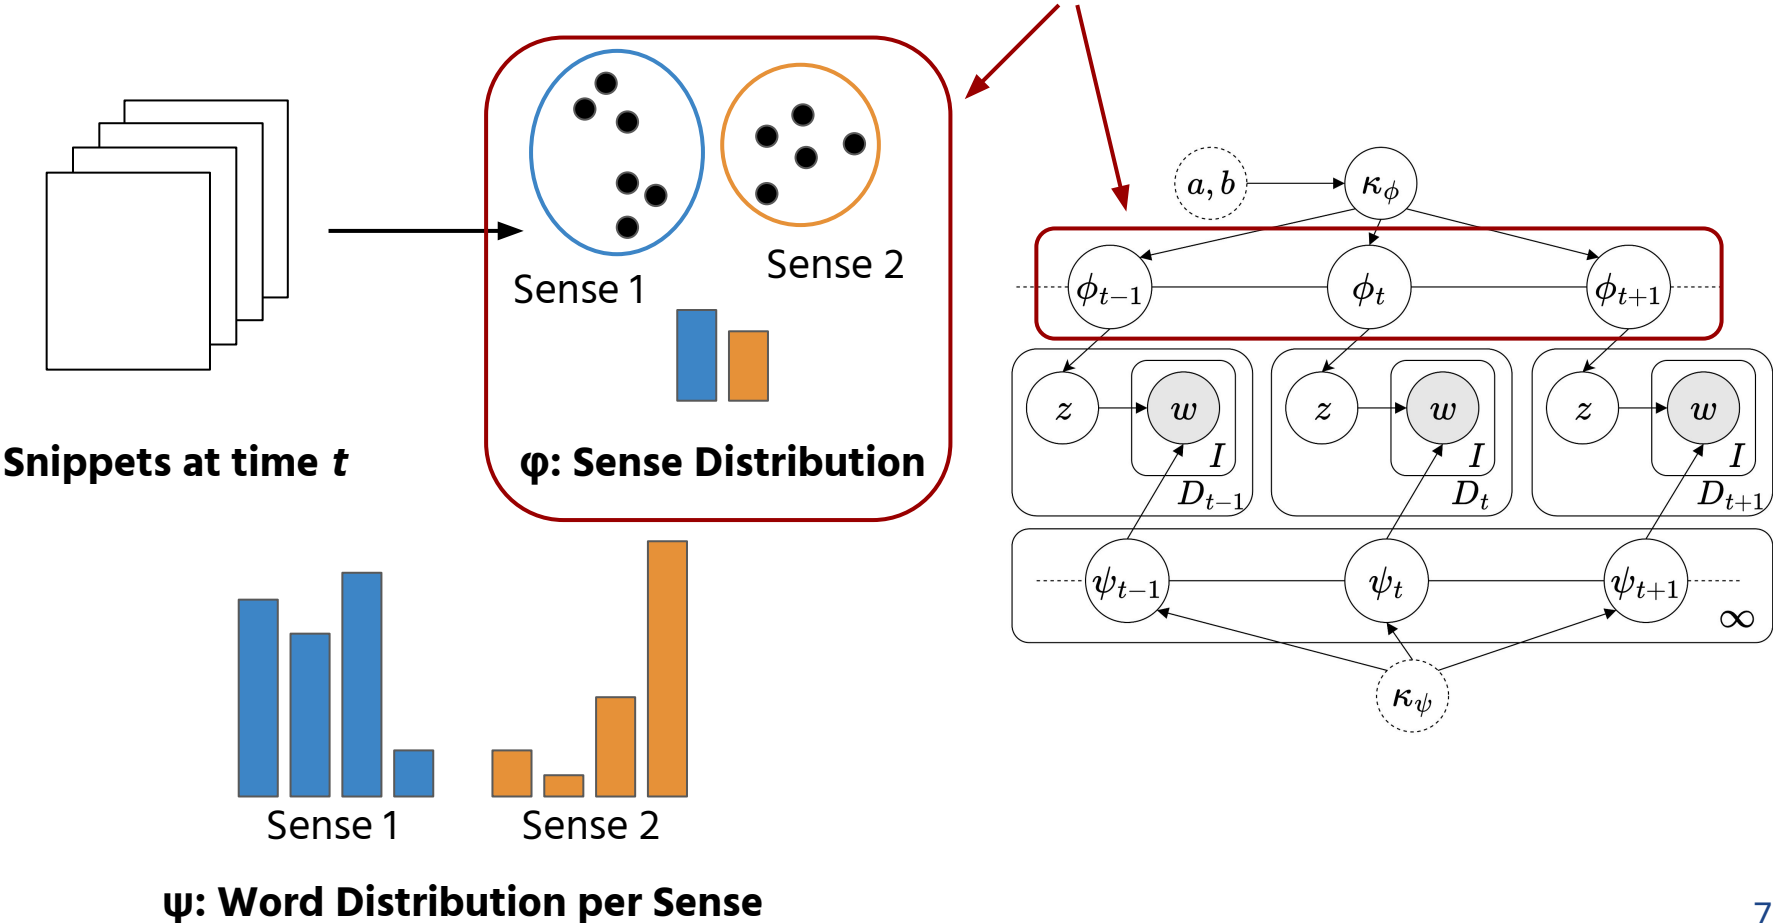 Sense 1
Sense 2
Snippets at time t
φ: Sense Distribution
Sense 1
Sense 2
ψ: Word Distribution per Sense
a, b
κ_ϕ
ϕ_{t−1}
ϕ_t
ϕ_{t+1}
z
w
I
D_{t−1}
z
w
I
D_t
z
w
I
D_{t+1}
ψ_{t−1}
ψ_t
ψ_{t+1}
∞
κ_ψ
7